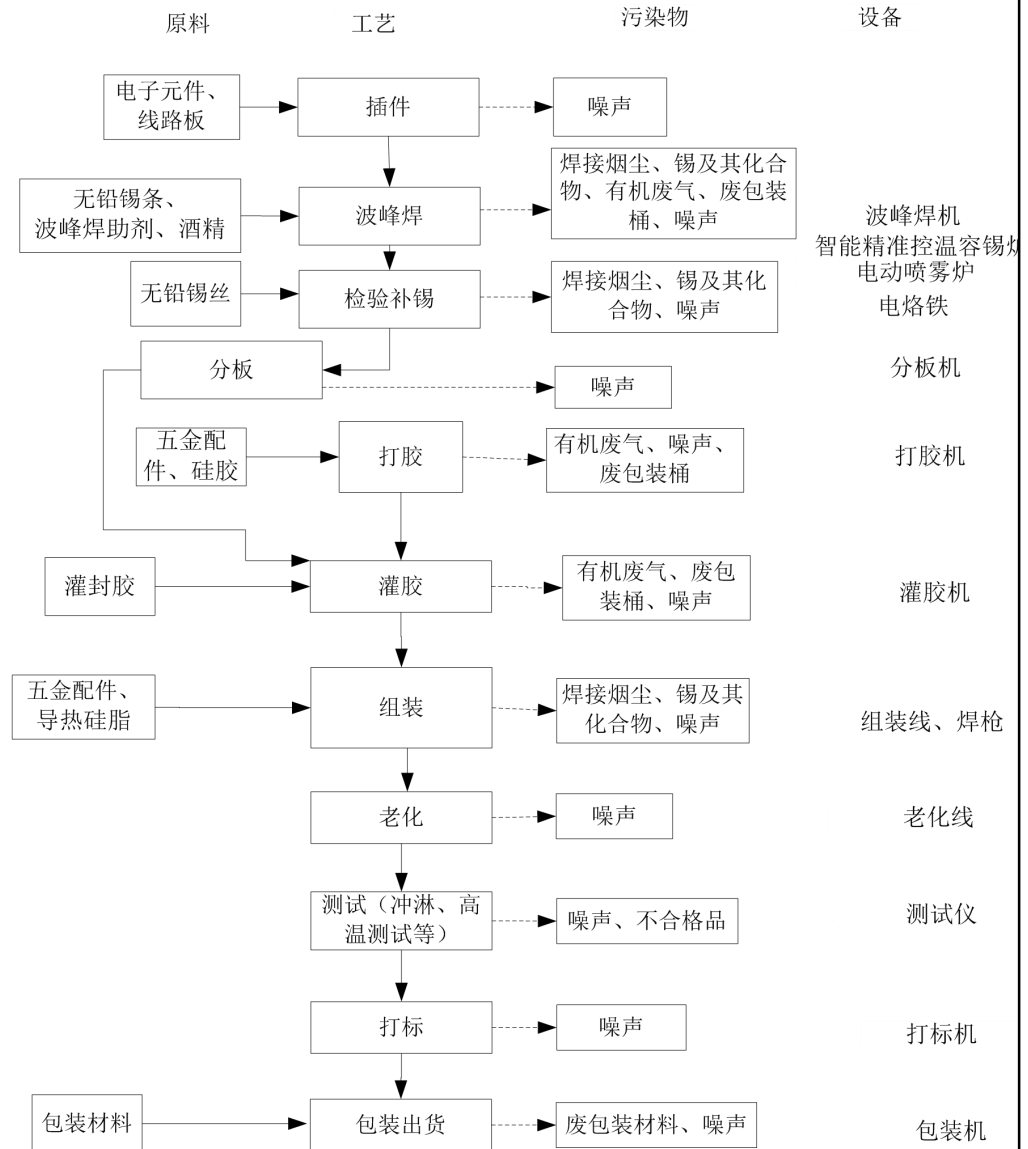 原料 工艺 污染物 设备
电子元件、
线路板
插件
噪声
无铅锡条、
波峰焊助剂、酒精
波峰焊
焊接烟尘、锡及其化合
物、有机废气、废包装
桶、噪声
波峰焊机
智能精准控温容锡炉
电动喷雾炉
无铅锡丝
检验补锡
焊接烟尘、锡及其化
合物、噪声
电烙铁
分板
噪声
分板机
五金配
件、硅胶
打胶
有机废气、噪声、
废包装桶
打胶机
灌封胶
灌胶
有机废气、废包
装桶、噪声
灌胶机
五金配件、
导热硅脂
组装
焊接烟尘、锡及其
化合物、噪声
组装线、焊枪
老化
噪声
老化线
测试（冲淋、高
温测试等）
噪声、不合格品
测试仪
打标
噪声
打标机
包装材料
包装出货
废包装材料、噪声
包装机